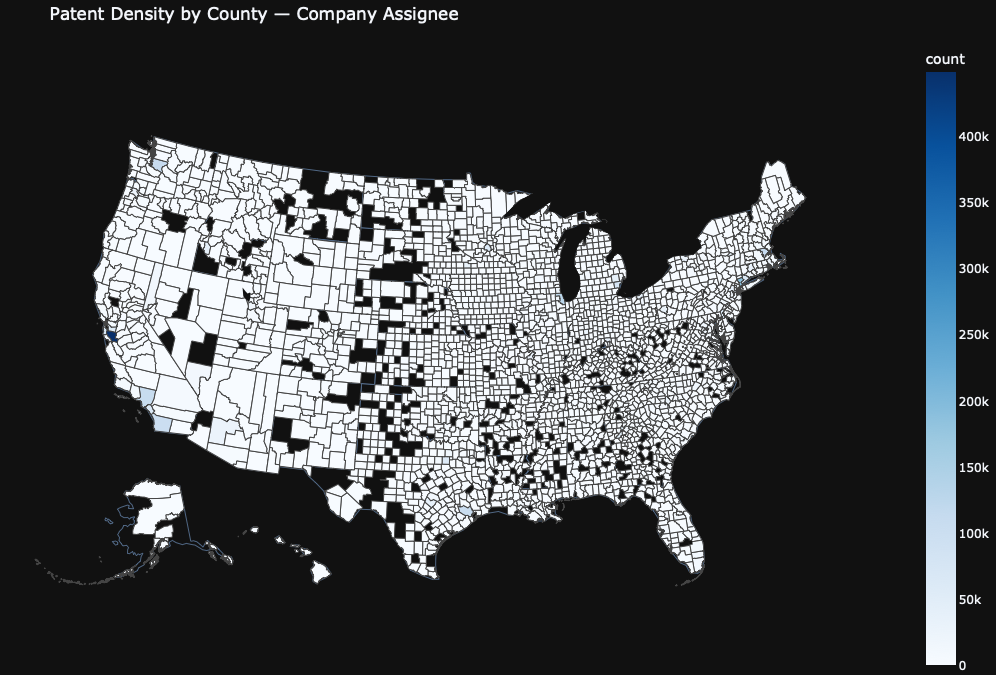 Patent Density by County — Company Assignee
count
400k
350k
300k
250k
200k
150k
100k
50k
0